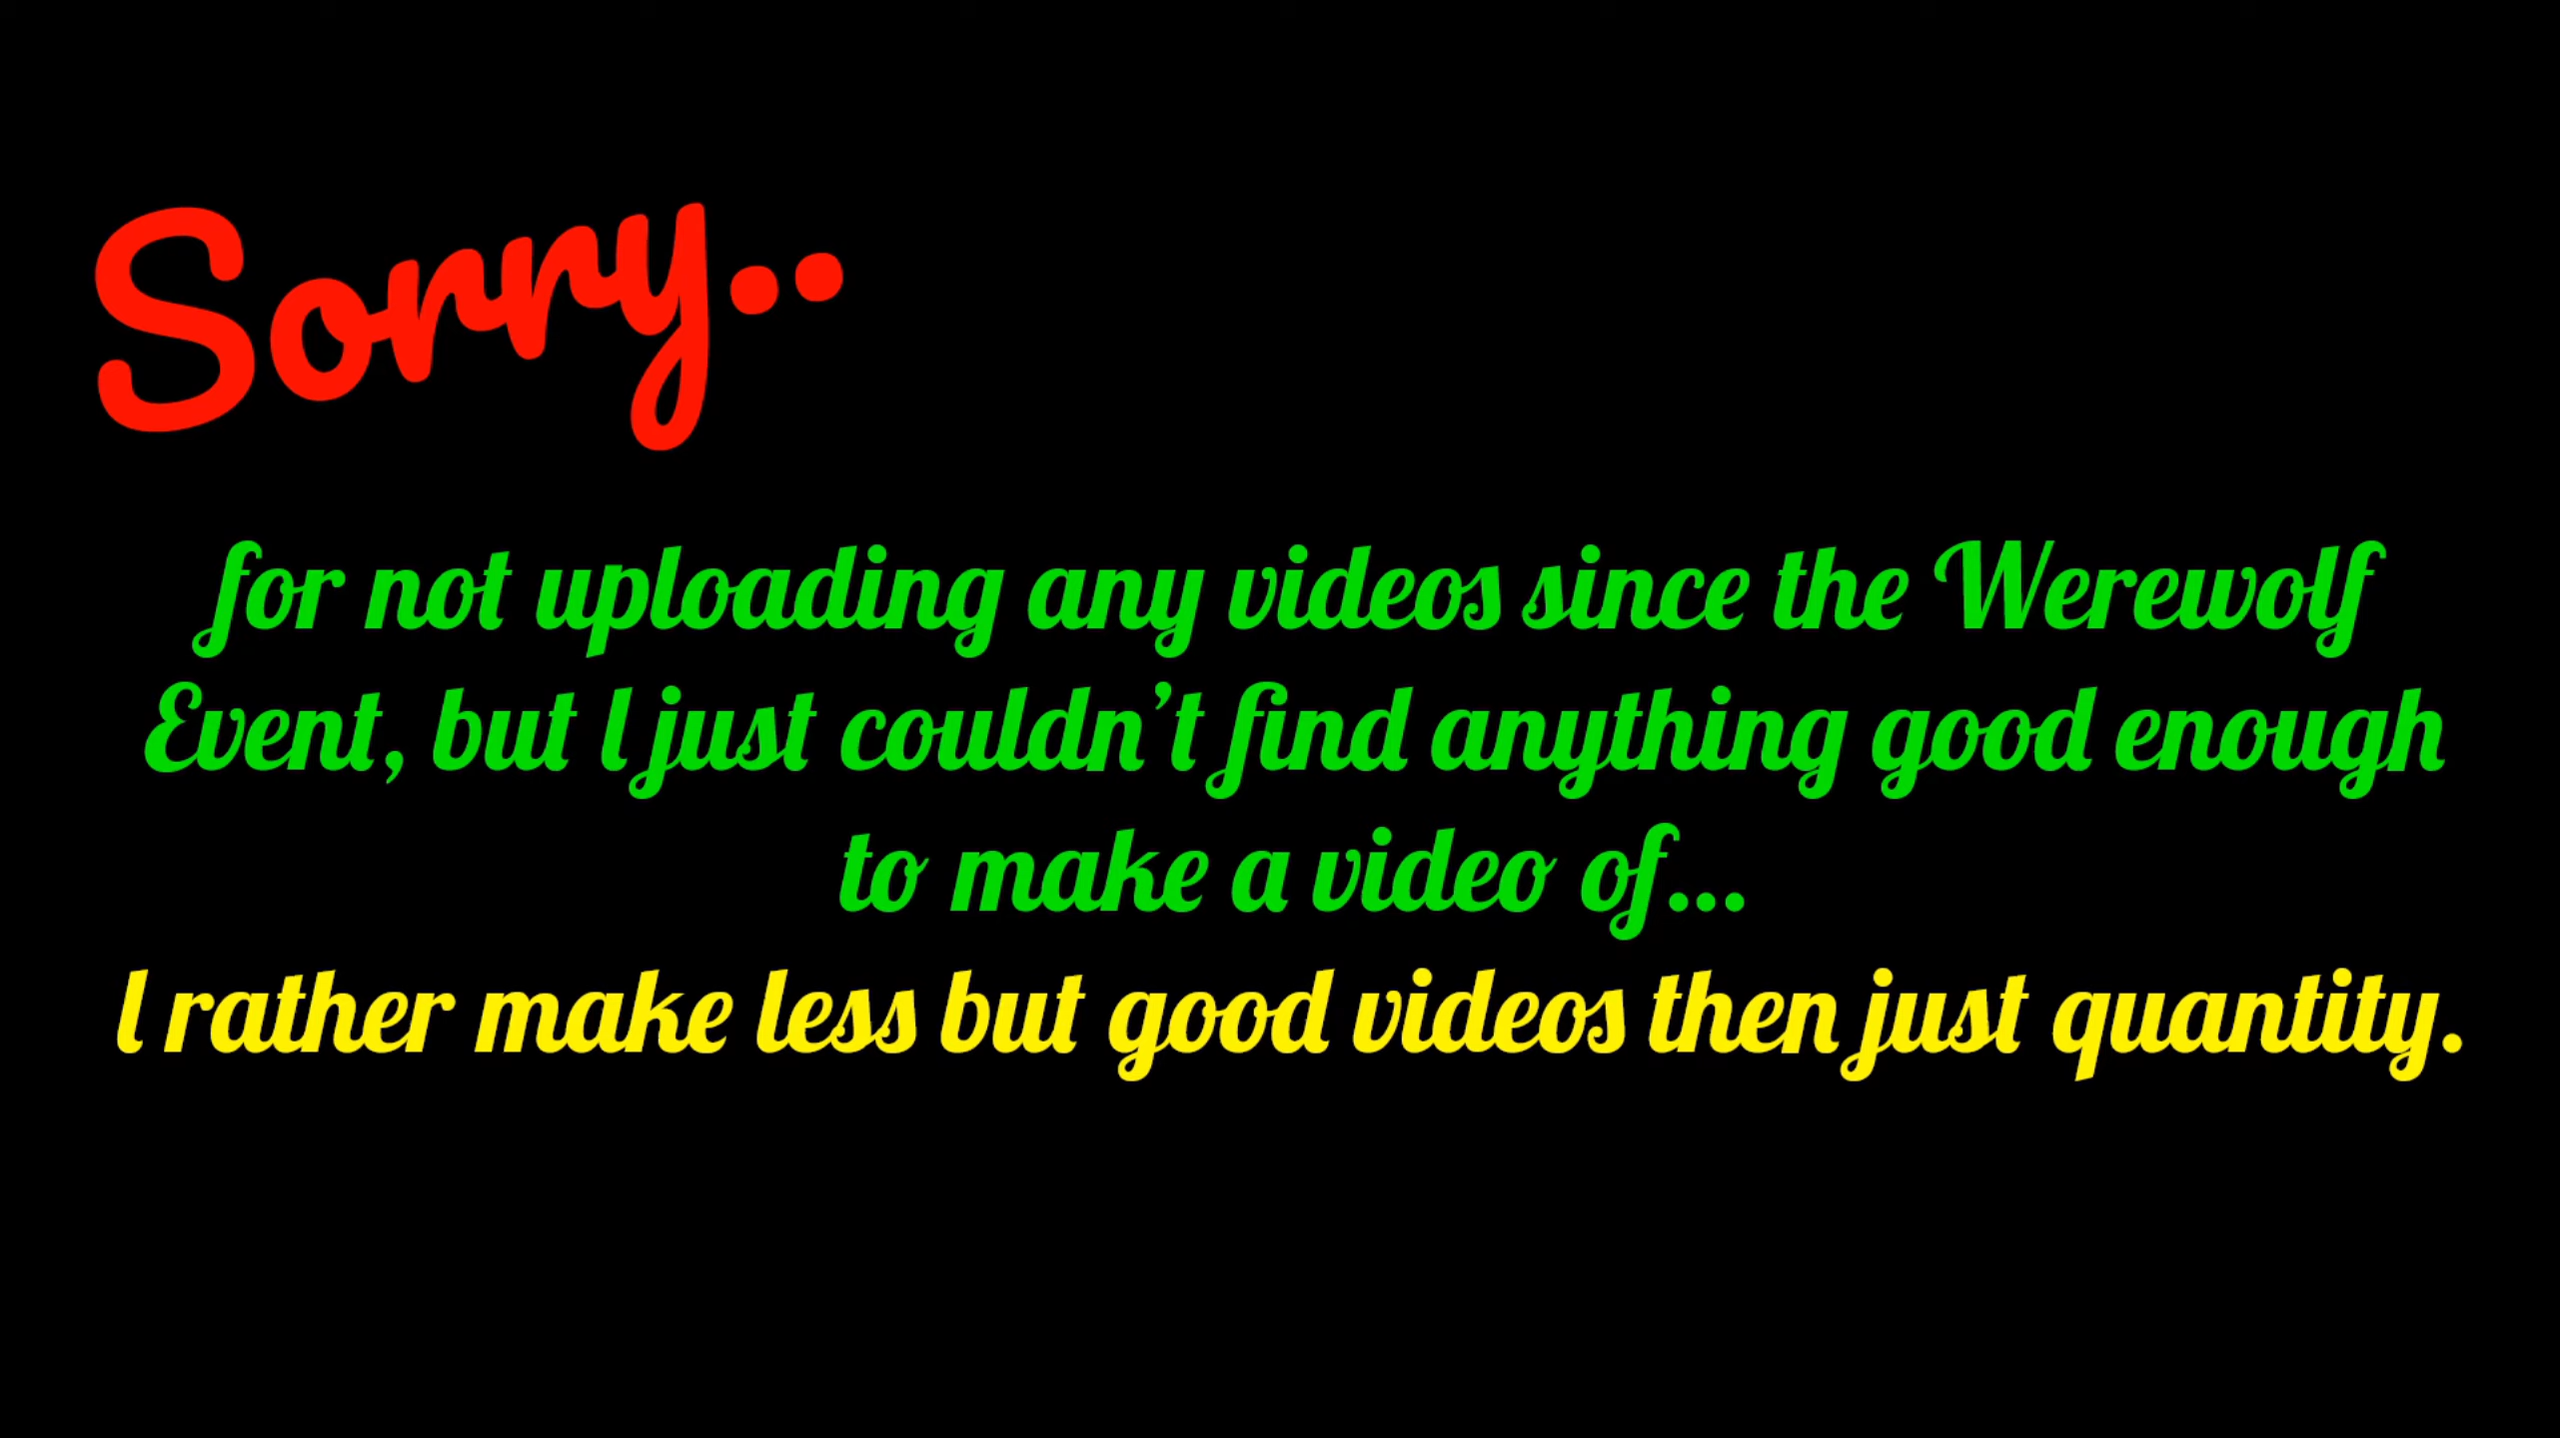 Sorry..
for not uploading any videos since the Werewolf
Event, but I just couldn't find anything good enough
to make a video of...
I rather make less but good videos then just quantity.